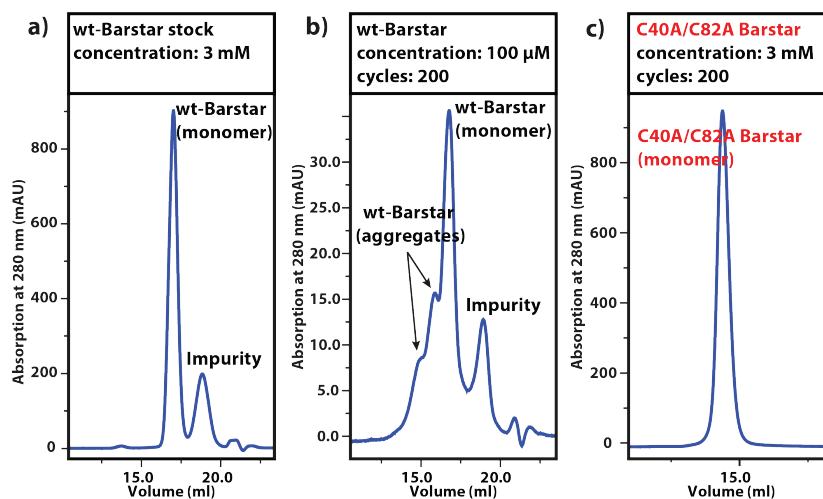 a)
wt-Barstar stock
concentration: 3 mM
wt-Barstar
(monomer)
Impurity
Absorption at 280 nm (mAU)
800
600
400
200
0
15.0
20.0
Volume (ml)
b)
wt-Barstar
concentration: 100 µM
cycles: 200
wt-Barstar
(monomer)
wt-Barstar
(aggregates)
Impurity
Absorption at 280 nm (mAU)
30.0
25.0
20.0
15.0
10.0
5.0
0.0
15.0
20.0
Volume (ml)
c)
C40A/C82A Barstar
concentration: 3 mM
cycles: 200
C40A/C82A Barstar
(monomer)
Absorption at 280 nm (mAU)
800
600
400
200
0
15.0
Volume (ml)